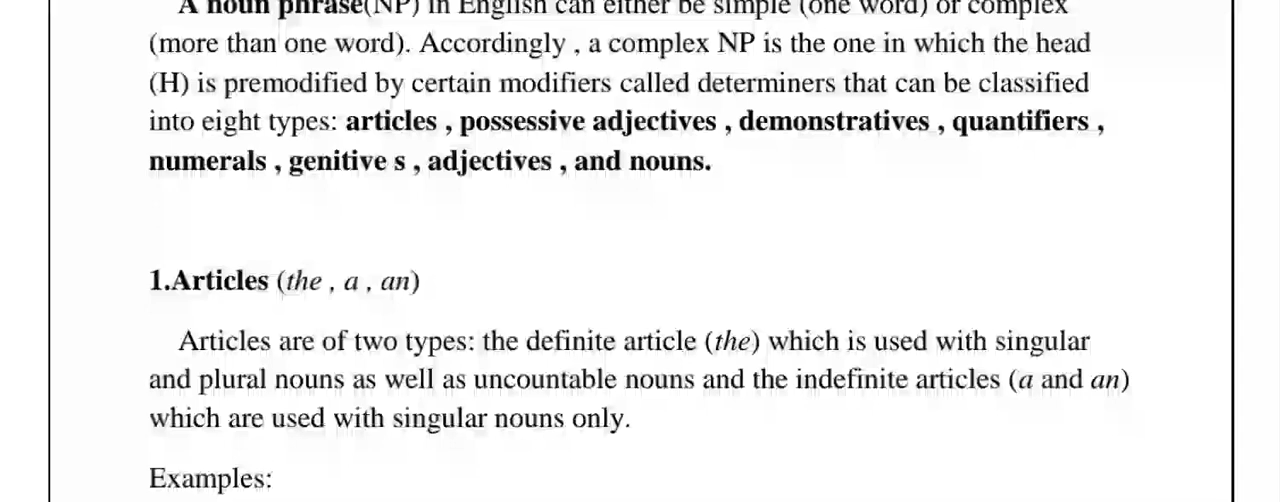 A noun phrase(NP) in English can either be simple (one word) or complex
(more than one word). Accordingly , a complex NP is the one in which the head
(H) is premodified by certain modifiers called determiners that can be classified
into eight types: articles , possessive adjectives , demonstratives , quantifiers ,
numerals , genitive s , adjectives , and nouns.
1.Articles (the , a , an)
Articles are of two types: the definite article (the) which is used with singular
and plural nouns as well as uncountable nouns and the indefinite articles (a and an)
which are used with singular nouns only.
Examples: